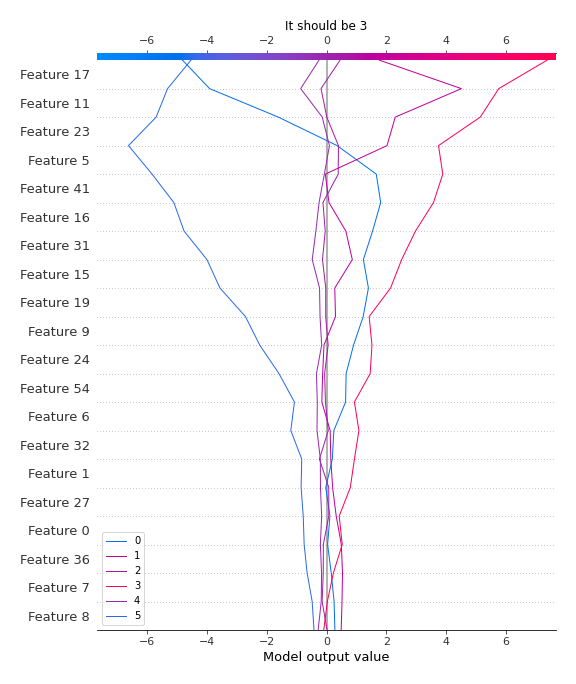 It should be 3
−6 −4 −2 0 2 4 6
Feature 17
Feature 11
Feature 23
Feature 5
Feature 41
Feature 16
Feature 31
Feature 15
Feature 19
Feature 9
Feature 24
Feature 54
Feature 6
Feature 32
Feature 1
Feature 27
Feature 0
Feature 36
Feature 7
Feature 8
0
1
2
3
4
5
−6 −4 −2 0 2 4 6
Model output value